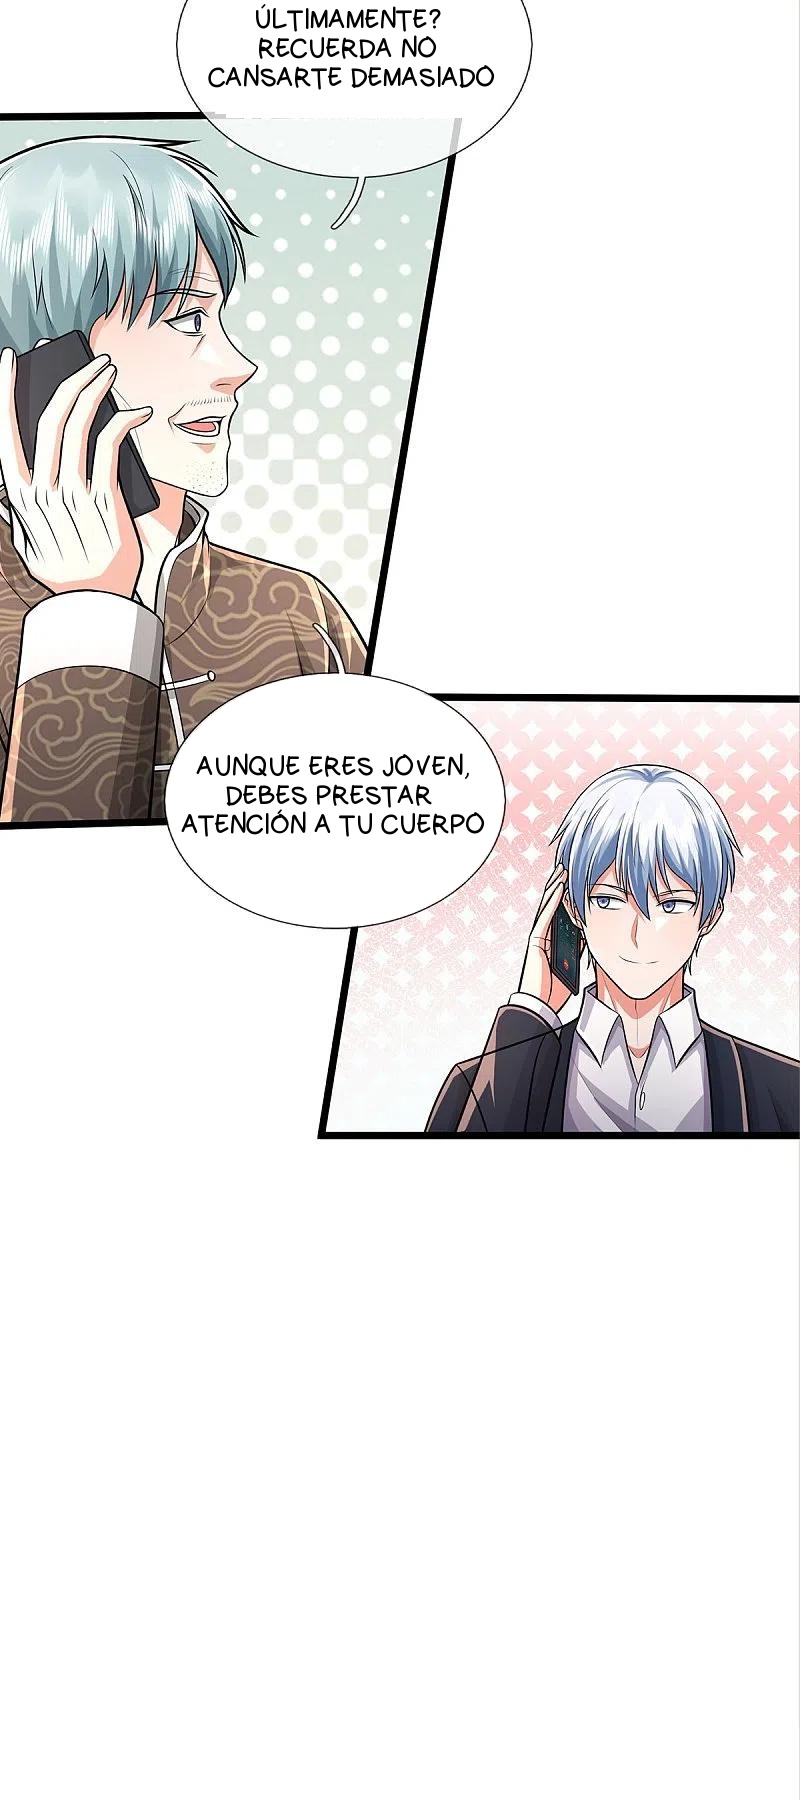 ÚLTIMAMENTE?
RECUERDA NO
CANSARTE DEMASIADO
AUNQUE ERES JOVEN,
DEBES PRESTAR
ATENCIÓN A TU CUERPO